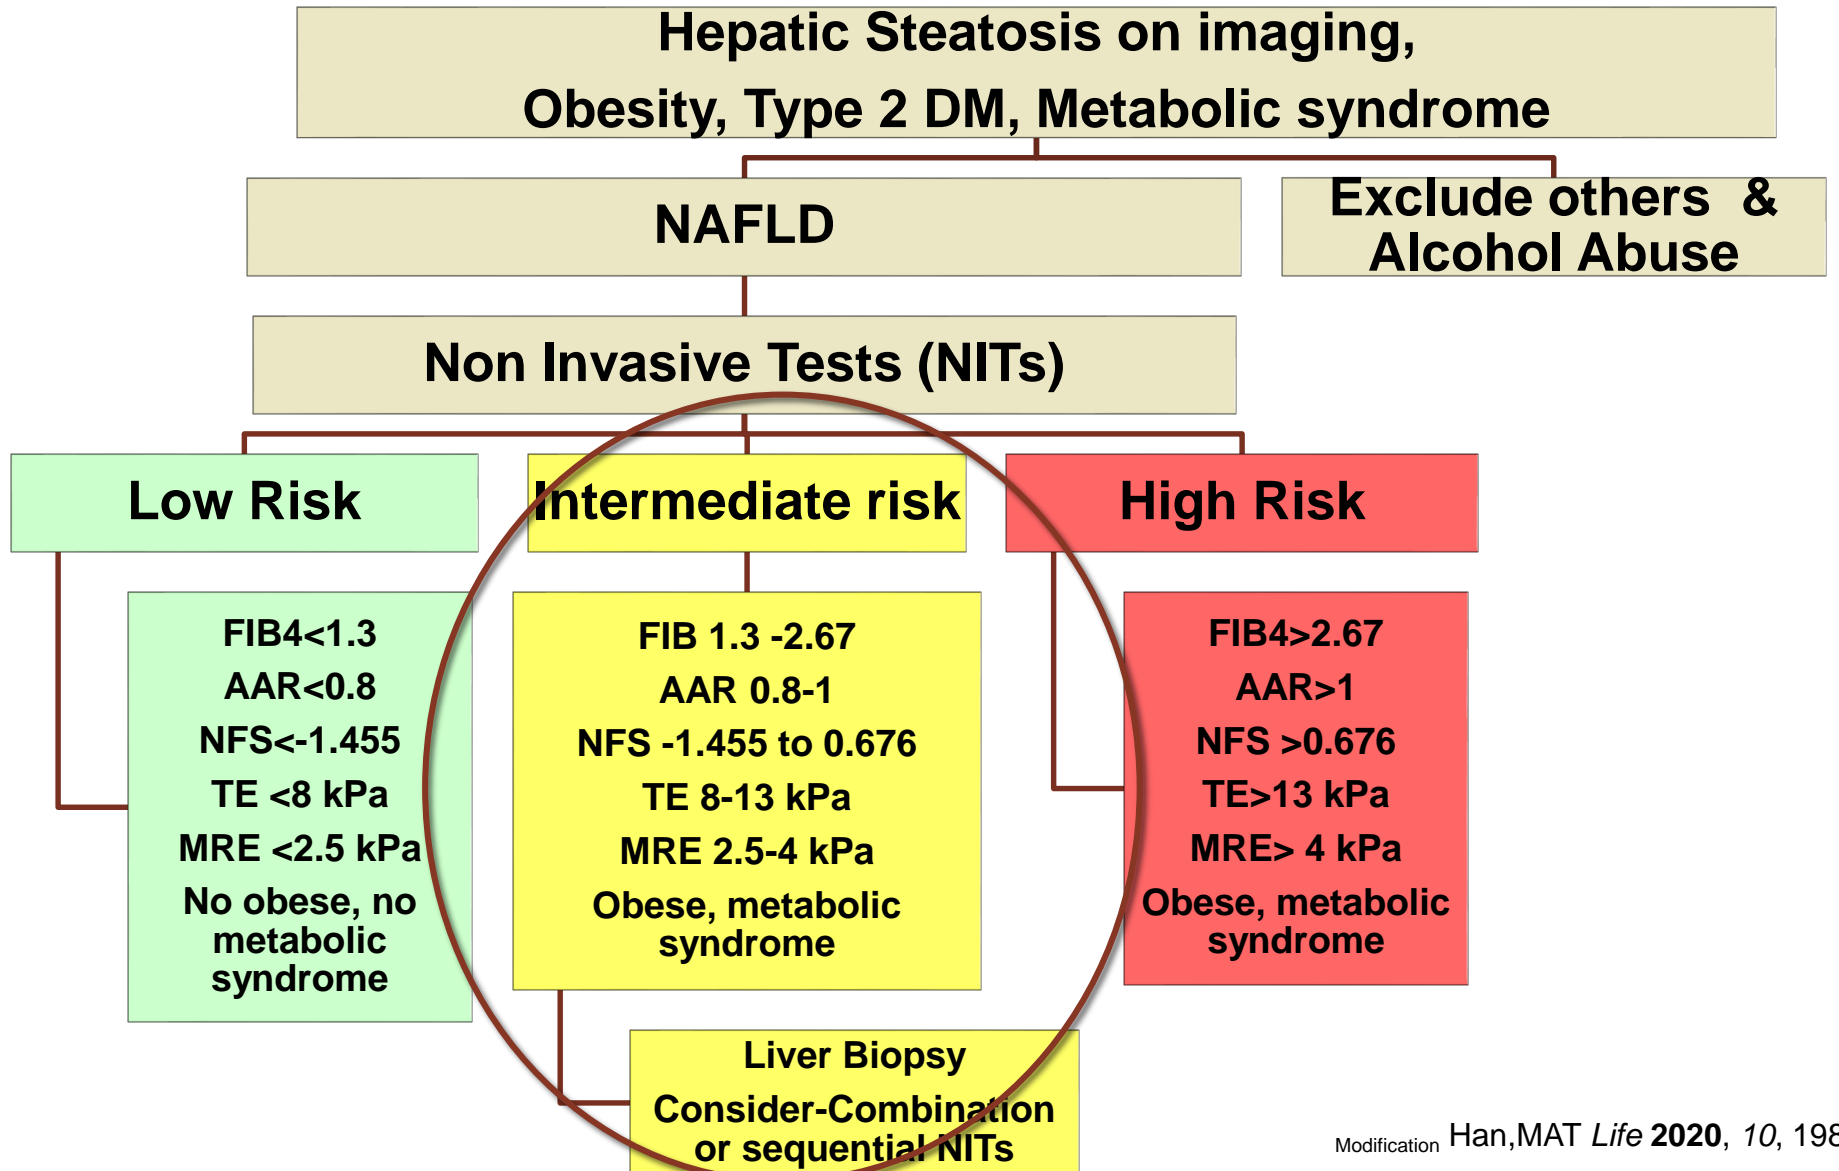 Hepatic Steatosis on imaging,
Obesity, Type 2 DM, Metabolic syndrome
NAFLD
Exclude others &
Alcohol Abuse
Non Invasive Tests (NITs)
Low Risk
Intermediate risk
High Risk
FIB4<1.3
AAR<0.8
NFS<-1.455
TE <8 kPa
MRE <2.5 kPa
No obese, no
metabolic
syndrome
FIB 1.3 -2.67
AAR 0.8-1
NFS -1.455 to 0.676
TE 8-13 kPa
MRE 2.5-4 kPa
Obese, metabolic
syndrome
FIB4>2.67
AAR>1
NFS >0.676
TE>13 kPa
MRE> 4 kPa
Obese, metabolic
syndrome
Liver Biopsy
Consider-Combination
or sequential NITs
Modification Han,MAT Life 2020, 10, 198